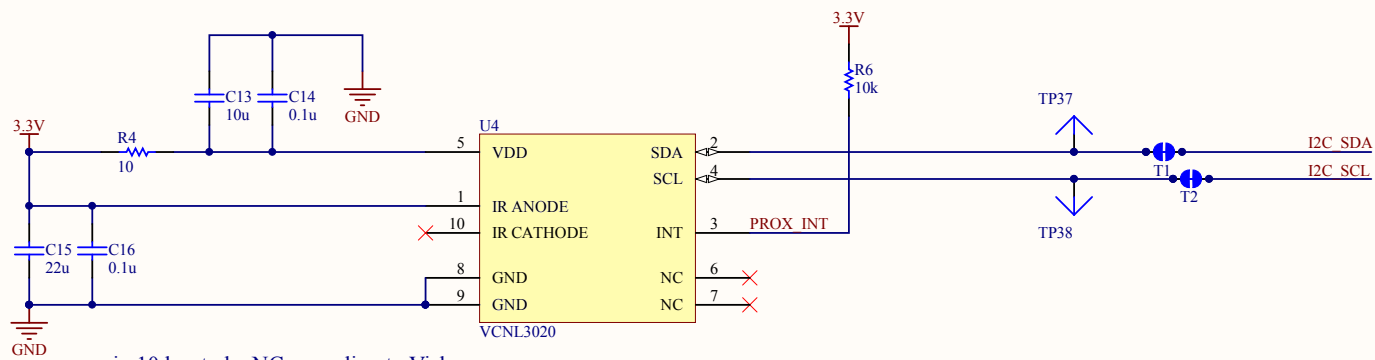 3.3V
R6
10k
C13
10u
C14
0.1u
GND
TP37
3.3V
R4
10
U4
5
VDD
SDA
2
I2C_SDA
T1
SCL
4
I2C_SCL
T2
1
IR ANODE
10
IR CATHODE
INT
3
PROX_INT
TP38
C15
22u
C16
0.1u
8
GND
NC
6
9
GND
NC
7
VCNL3020
GND